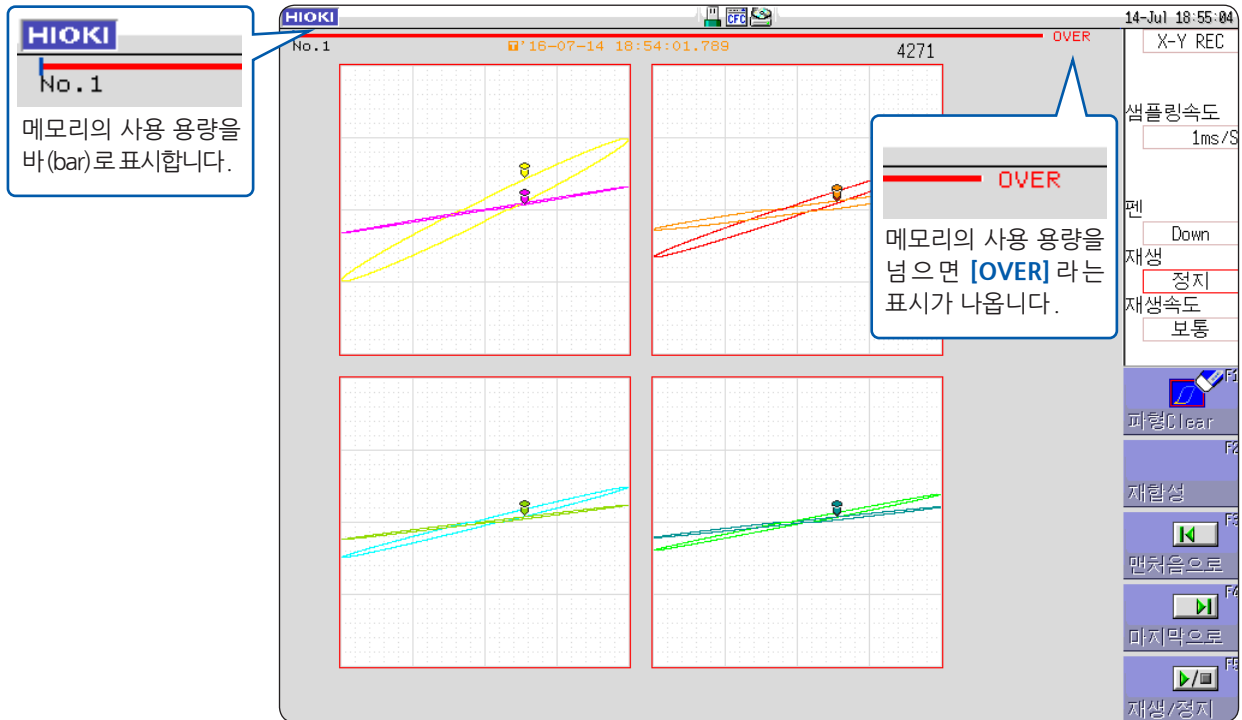 HIOKI
No.1
메모리의 사용 용량을
바(bar)로 표시합니다.
HIOKI
CFC
14-Jul 18:55:04
No.1
T'16-07-14 18:54:01.789
4271
OVER
X-Y REC
샘플링속도
1ms/S
펜
Down
재생
정지
재생속도
보통
OVER
메모리의 사용 용량을
넘으면 [OVER] 라는
표시가 나옵니다.
F1
파형Clear
F2
재합성
F3
맨처음으로
F4
마지막으로
F5
재생/정지